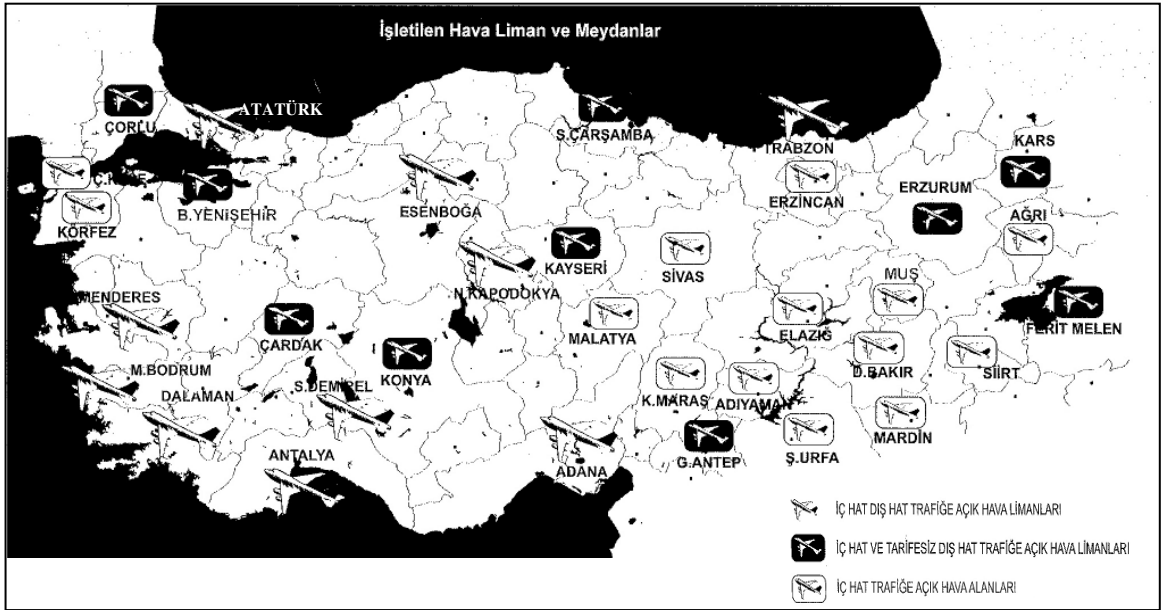 İşletilen Hava Liman ve Meydanlar
ATATÜRK
ÇORLU
S.ÇARŞAMBA
TRABZON
KARS
B.YENİŞEHİR
ESENBOĞA
ERZİNCAN
ERZURUM
KÖRFEZ
AĞRI
KAYSERİ
SİVAS
MUŞ
MENDERES
N.KAPODOKYA
ÇARDAK
MALATYA
ELAZIĞ
FERİT MELEN
M.BODRUM
KONYA
D.BAKIR
SİİRT
DALAMAN
S.DEMİREL
K.MARAŞ
ADIYAMAN
MARDİN
ANTALYA
ADANA
G.ANTEP
Ş.URFA
İÇ HAT DIŞ HAT TRAFİĞE AÇIK HAVA LİMANLARI
İÇ HAT VE TARİFESİZ DIŞ HAT TRAFİĞE AÇIK HAVA LİMANLARI
İÇ HAT TRAFİĞE AÇIK HAVA ALANLARI